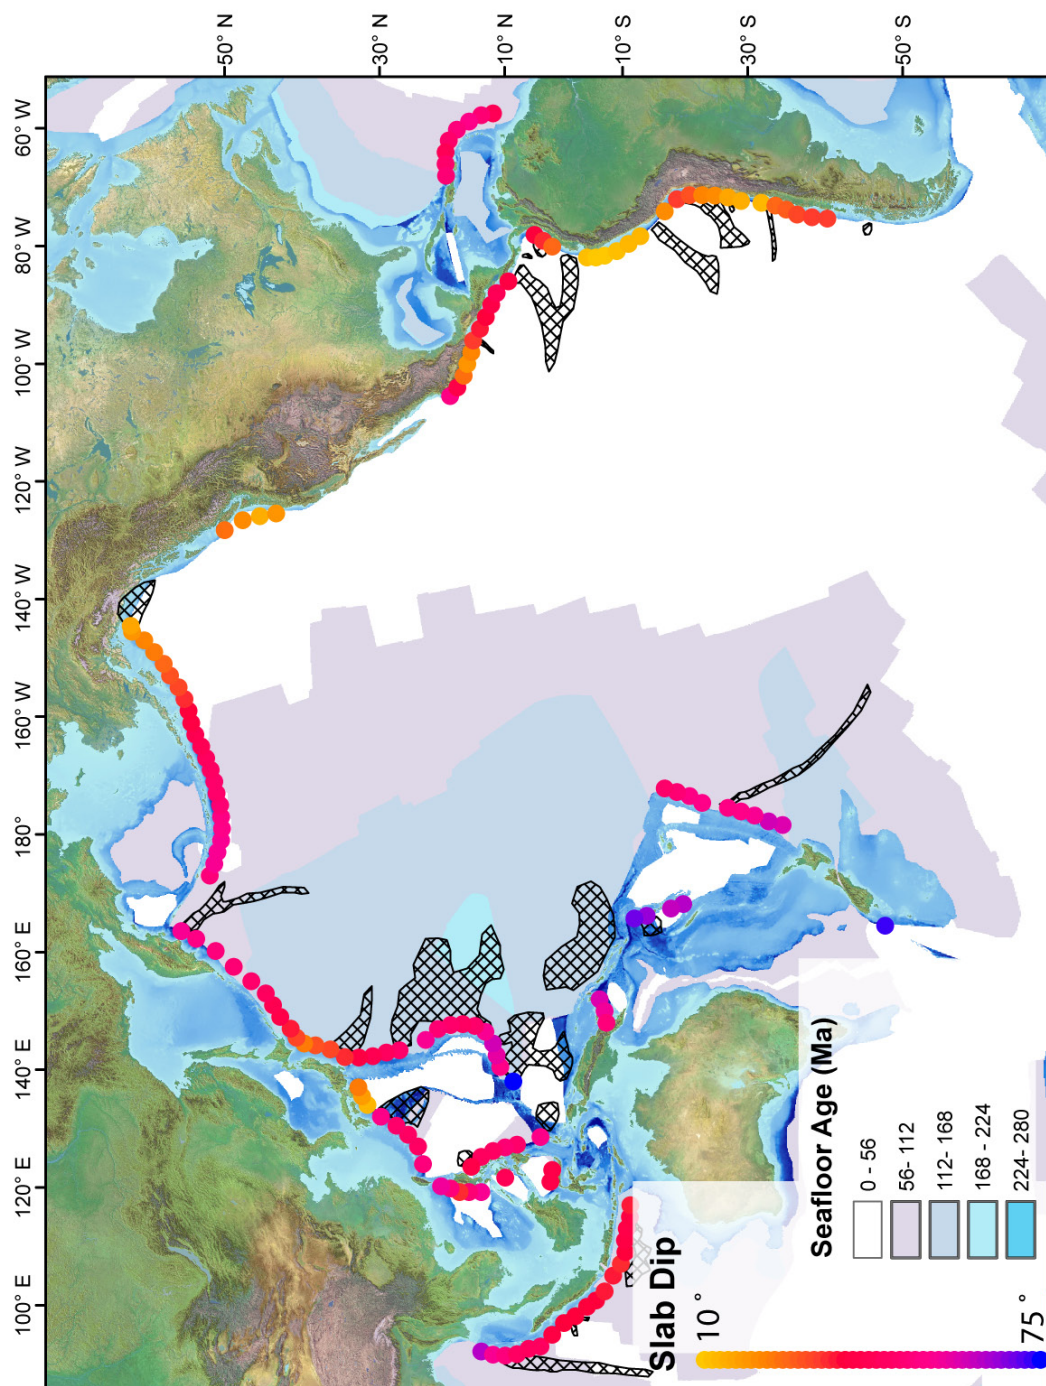 50° N
30° N
10° N
10° S
30° S
50° S
60° W
80° W
100° W
120° W
140° W
160° W
180°
160° E
140° E
120° E
100° E
Slab Dip
10°
75°
Seafloor Age (Ma)
0 - 56
56- 112
112- 168
168 - 224
224- 280